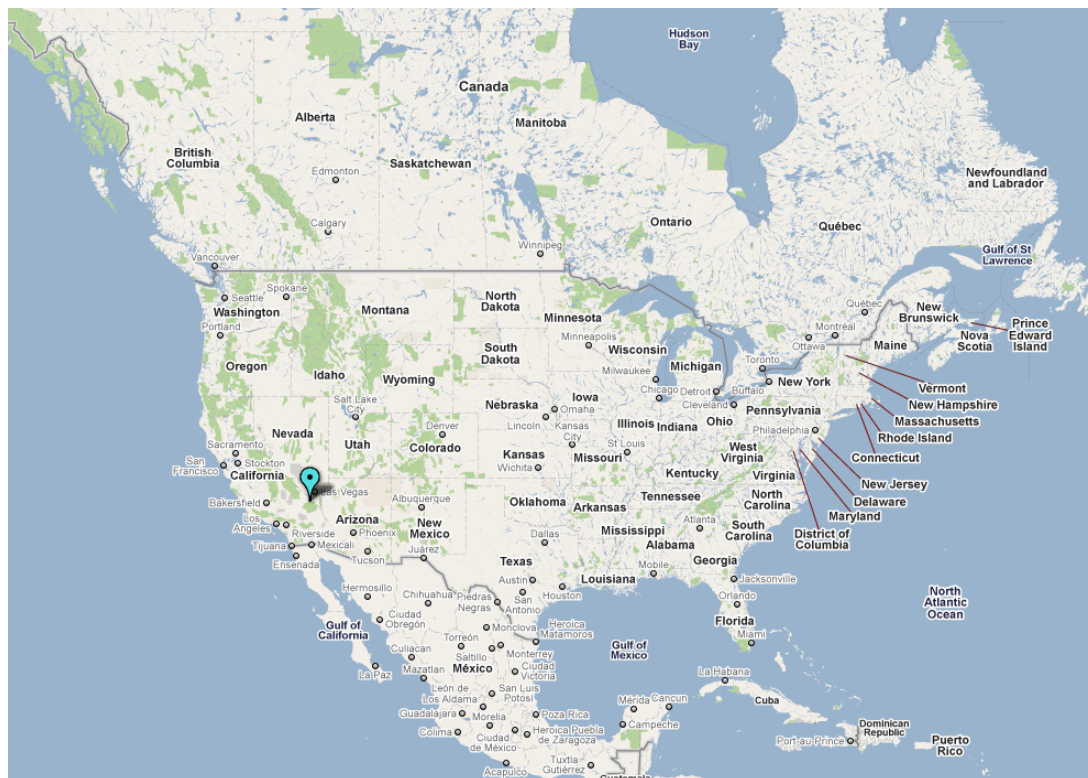 Hudson
Bay
Canada
Alberta
Manitoba
British
Columbia
Saskatchewan
Edmonton
Newfoundland
and Labrador
Ontario
Québec
Calgary
Winnipeg
Gulf of St
Lawrence
Vancouver
Spokane
Seattle
Washington
Montana
North
Dakota
Minnesota
Québec
New
Brunswick
Prince
Edward
Island
Nova
Scotia
Portland
Minneapolis
Wisconsin
Montréal
Ottawa
Maine
South
Dakota
Michigan
Toronto
Oregon
Idaho
Wyoming
Milwaukee
Chicago
Detroit
Buffalo
New York
Vermont
New Hampshire
Salt Lake
City
Nebraska
Iowa
Omaha
Cleveland
Massachusetts
Lincoln
Kansas
City
Illinois
Indiana
Ohio
Pennsylvania
Philadelphia
Rhode Island
Connecticut
Nevada
Utah
Denver
Colorado
Sacramento
San
Francisco
Stockton
California
Kansas
Wichita
Missouri
St Louis
West
Virginia
Virginia
Kentucky
New Jersey
Delaware
Maryland
District of
Columbia
Las Vegas
Bakersfield
Los
Angeles
Albuquerque
Arizona
Phoenix
New
Mexico
Oklahoma
Arkansas
Tennessee
North
Carolina
Riverside
Tijuana
Mexicali
Ensenada
Tucson
Juárez
Dallas
Mississippi
Alabama
Atlanta
South
Carolina
Georgia
Texas
Austin
San
Antonio
Houston
Louisiana
Mobile
Jacksonville
Orlando
Florida
Miami
North
Atlantic
Ocean
Hermosillo
Chihuahua
Piedras
Negras
Ciudad
Obregón
Gulf of
California
Monclova
Heroica
Matamoros
Gulf of
Mexico
Torreón
Culiacan
Saltillo
Monterrey
La Paz
Mazatlan
México
Ciudad
Victoria
La Habana
Cuba
León de
Los Aldama
San Luis
Potosí
Mérida
Cancun
Guadalajara
Morelia
Poza Rica
Campeche
Colima
Ciudad
de México
Heroica Puebla
de Zaragoza
Acapulco
Tuxtla
Gutiérrez
Guatemala
Port-au-Prince
Dominican
Republic
Puerto
Rico